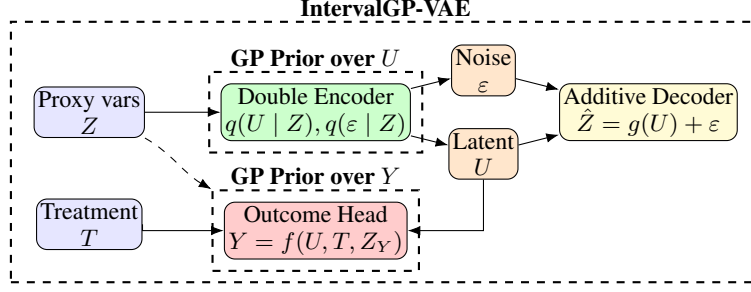 IntervalGP-VAE
GP Prior over U
Proxy vars
Z
Double Encoder
q(U | Z), q(ε | Z)
Noise
ε
Latent
U
Additive Decoder
Ẑ = g(U) + ε
GP Prior over Y
Treatment
T
Outcome Head
Y = f(U, T, Z_Y)